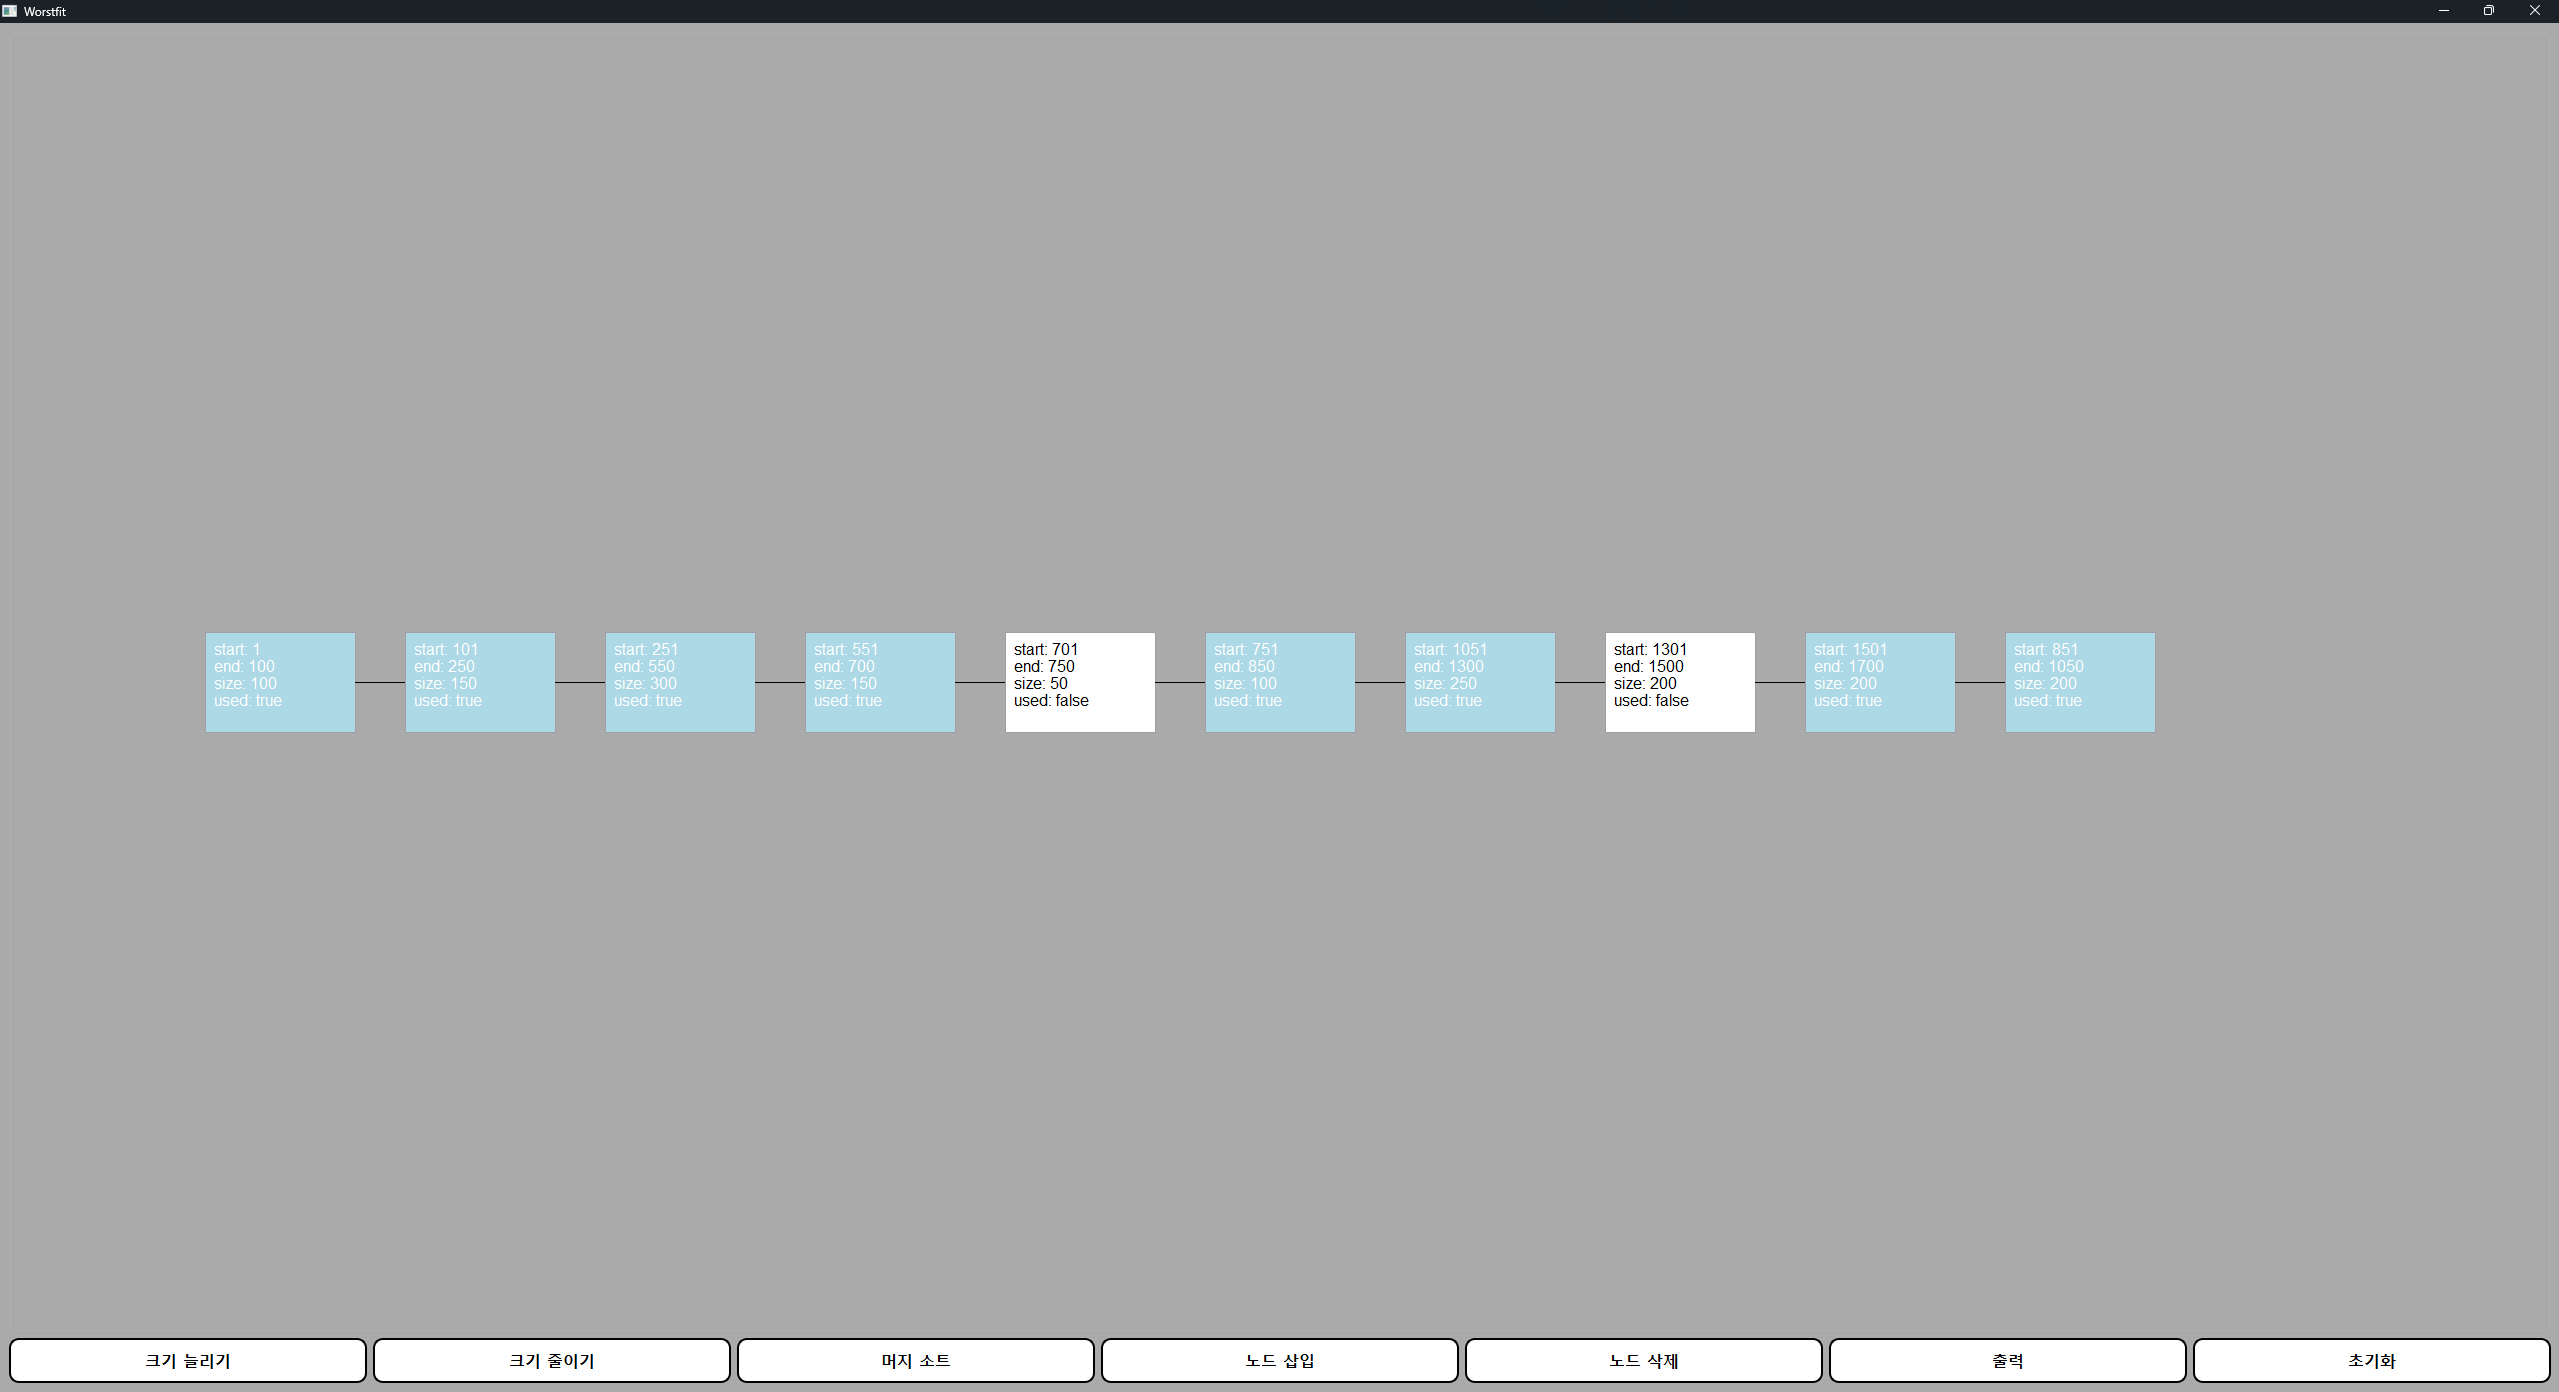 Worstfit
start: 1
end: 100
size: 100
used: true
start: 101
end: 250
size: 150
used: true
start: 251
end: 550
size: 300
used: true
start: 551
end: 700
size: 150
used: true
start: 701
end: 750
size: 50
used: false
start: 751
end: 850
size: 100
used: true
start: 1051
end: 1300
size: 250
used: true
start: 1301
end: 1500
size: 200
used: false
start: 1501
end: 1700
size: 200
used: true
start: 851
end: 1050
size: 200
used: true
크기 늘리기
크기 줄이기
머지 소트
노드 삽입
노드 삭제
출력
초기화